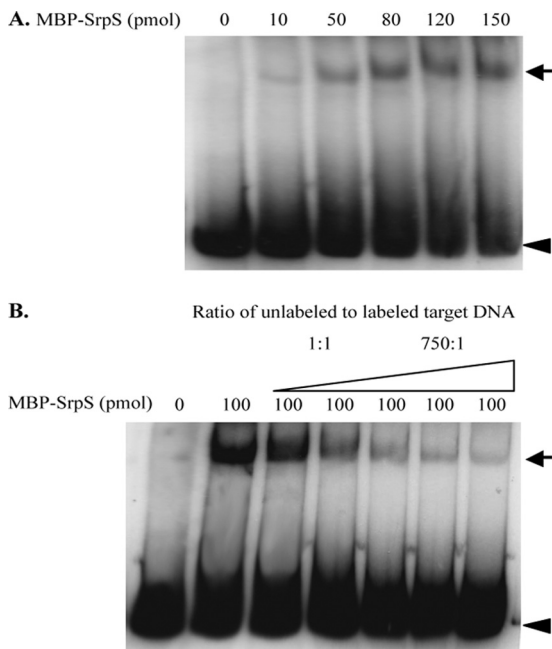 A. MBP-SrpS (pmol) 0 10 50 80 120 150
B. Ratio of unlabeled to labeled target DNA
1:1 750:1
MBP-SrpS (pmol) 0 100 100 100 100 100 100